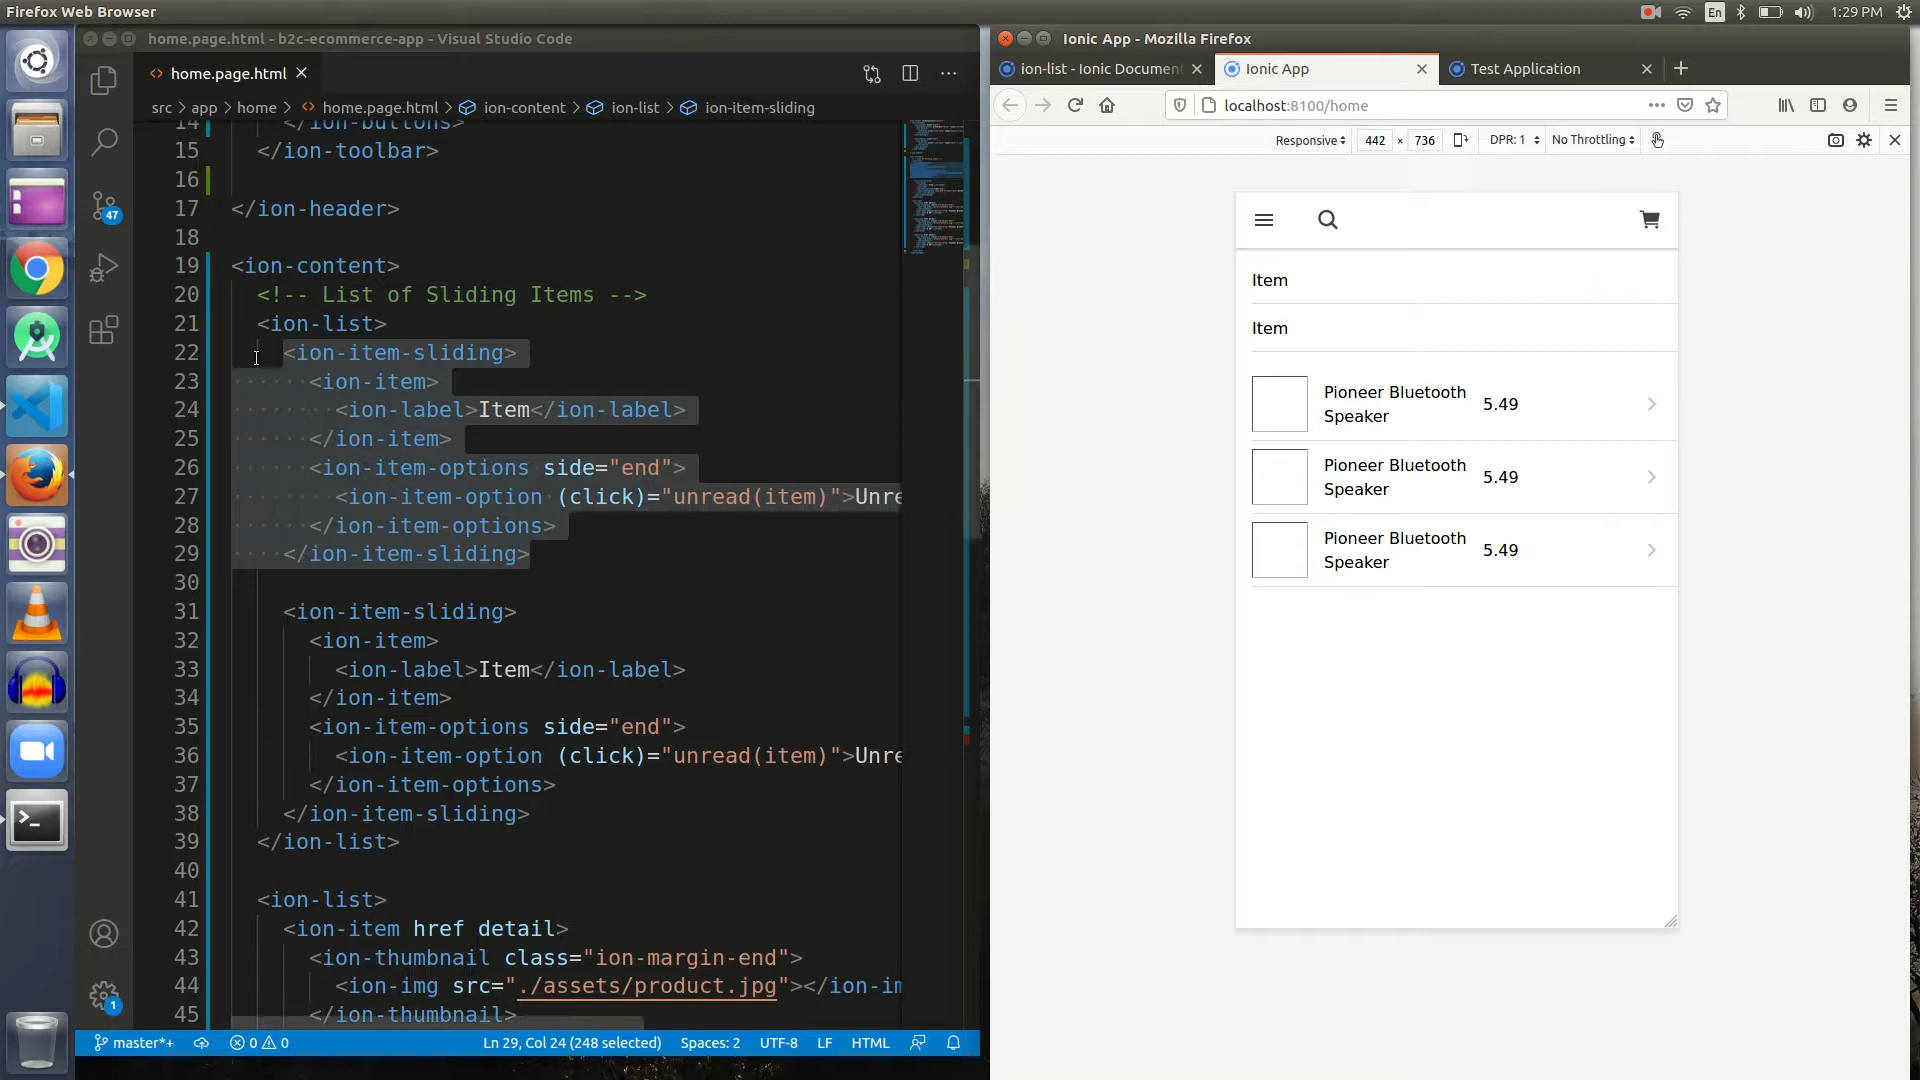 Firefox Web Browser
En
1:29 PM
home.page.html - b2c-ecommerce-app - Visual Studio Code
home.page.html
src > app > home > home.page.html > ion-content > ion-list > ion-item-sliding
14 </ion-buttons>
15 </ion-toolbar>
16
17 </ion-header>
18
19 <ion-content>
20 <!-- List of Sliding Items -->
21 <ion-list>
22 <ion-item-sliding>
23 <ion-item>
24 <ion-label>Item</ion-label>
25 </ion-item>
26 <ion-item-options side="end">
27 <ion-item-option (click)="unread(item)">Unre
28 </ion-item-options>
29 </ion-item-sliding>
30
31 <ion-item-sliding>
32 <ion-item>
33 <ion-label>Item</ion-label>
34 </ion-item>
35 <ion-item-options side="end">
36 <ion-item-option (click)="unread(item)">Unre
37 </ion-item-options>
38 </ion-item-sliding>
39 </ion-list>
40
41 <ion-list>
42 <ion-item href detail>
43 <ion-thumbnail class="ion-margin-end">
44 <ion-img src="./assets/product.jpg"></ion-im
45 </ion-thumbnail>
47
1
master*+
0 0
Ln 29, Col 24 (248 selected)
Spaces: 2
UTF-8
LF
HTML
Ionic App - Mozilla Firefox
ion-list - Ionic Document
Ionic App
Test Application
localhost:8100/home
Responsive
442 × 736
DPR: 1
No Throttling
Item
Item
Pioneer Bluetooth
Speaker
5.49
Pioneer Bluetooth
Speaker
5.49
Pioneer Bluetooth
Speaker
5.49